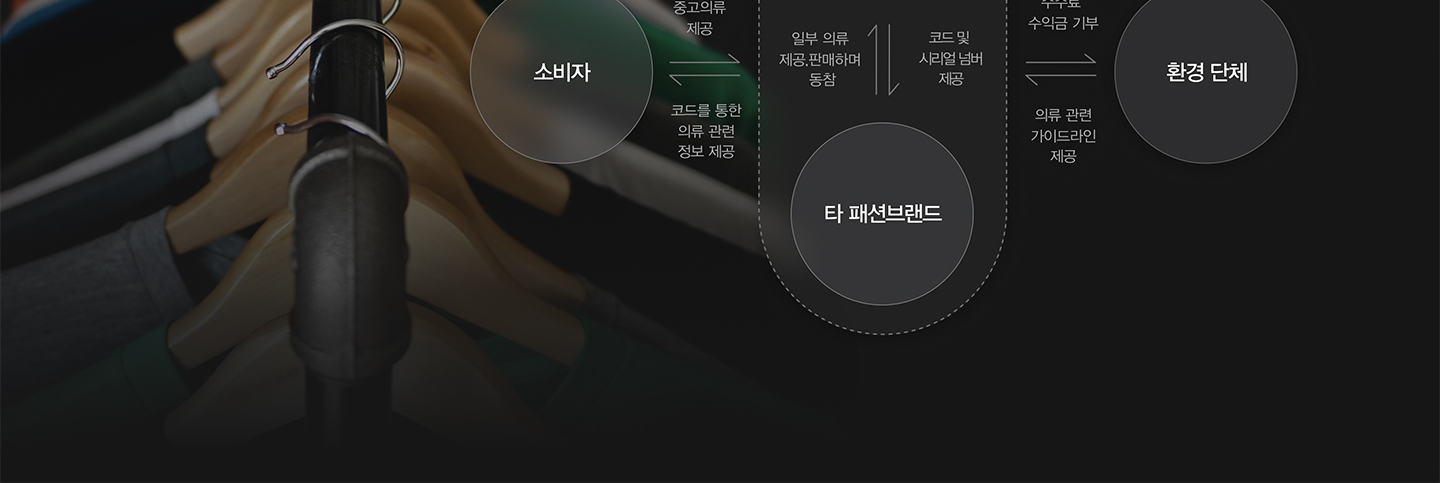 중고의류
제공
소비자
코드를 통한
의류 관련
정보 제공
일부 의류
제공,판매하며
동참
코드 및
시리얼 넘버
제공
타 패션브랜드
수익금 기부
의류 관련
가이드라인
제공
환경 단체